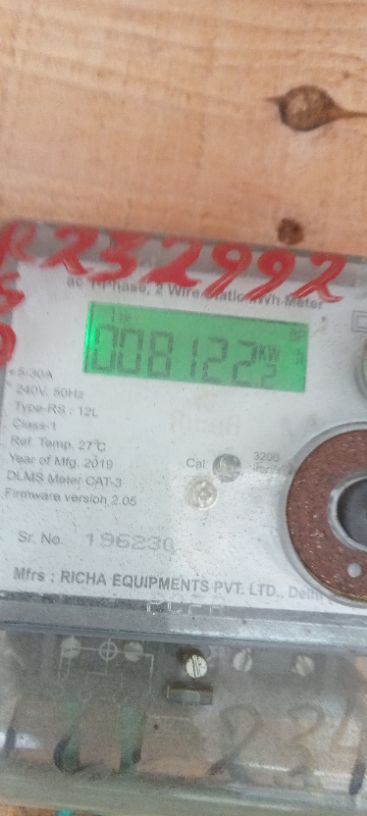 R232992
ac 1-Phase, 2 Wire Static kWh Meter
008122 KW
5-30A
240V, 50Hz
Type-RS : 12L
Class-1
Ref. Temp. 27°C
Cal
3200
Year of Mfg. 2019
DLMS Meter CAT-3
Firmware version 2.05
Sr. No. 196230
Mfrs : RICHA EQUIPMENTS PVT. LTD., Delhi